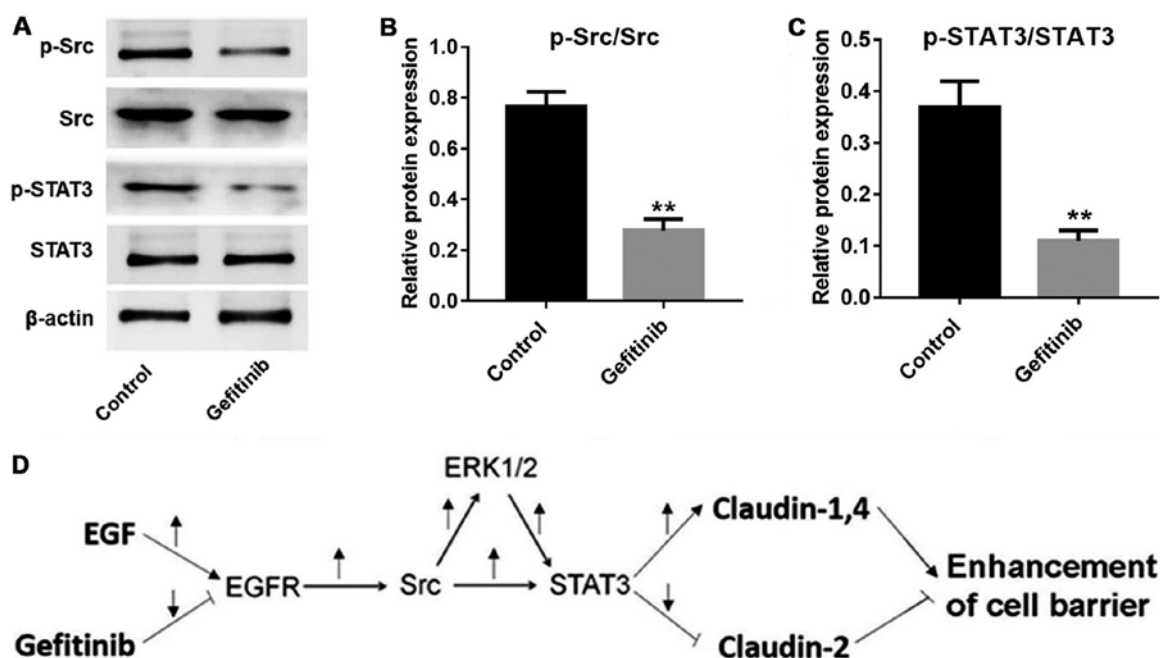 A
p-Src
Src
p-STAT3
STAT3
β-actin
Control
Gefitinib
B
p-Src/Src
Relative protein expression
1.0
0.8
0.6
0.4
0.2
0.0
**
Control
Gefitinib
C
p-STAT3/STAT3
Relative protein expression
0.5
0.4
0.3
0.2
0.1
0.0
**
Control
Gefitinib
D
ERK1/2
EGF
Claudin-1,4
EGFR
Src
STAT3
Enhancement
of cell barrier
Gefitinib
Claudin-2